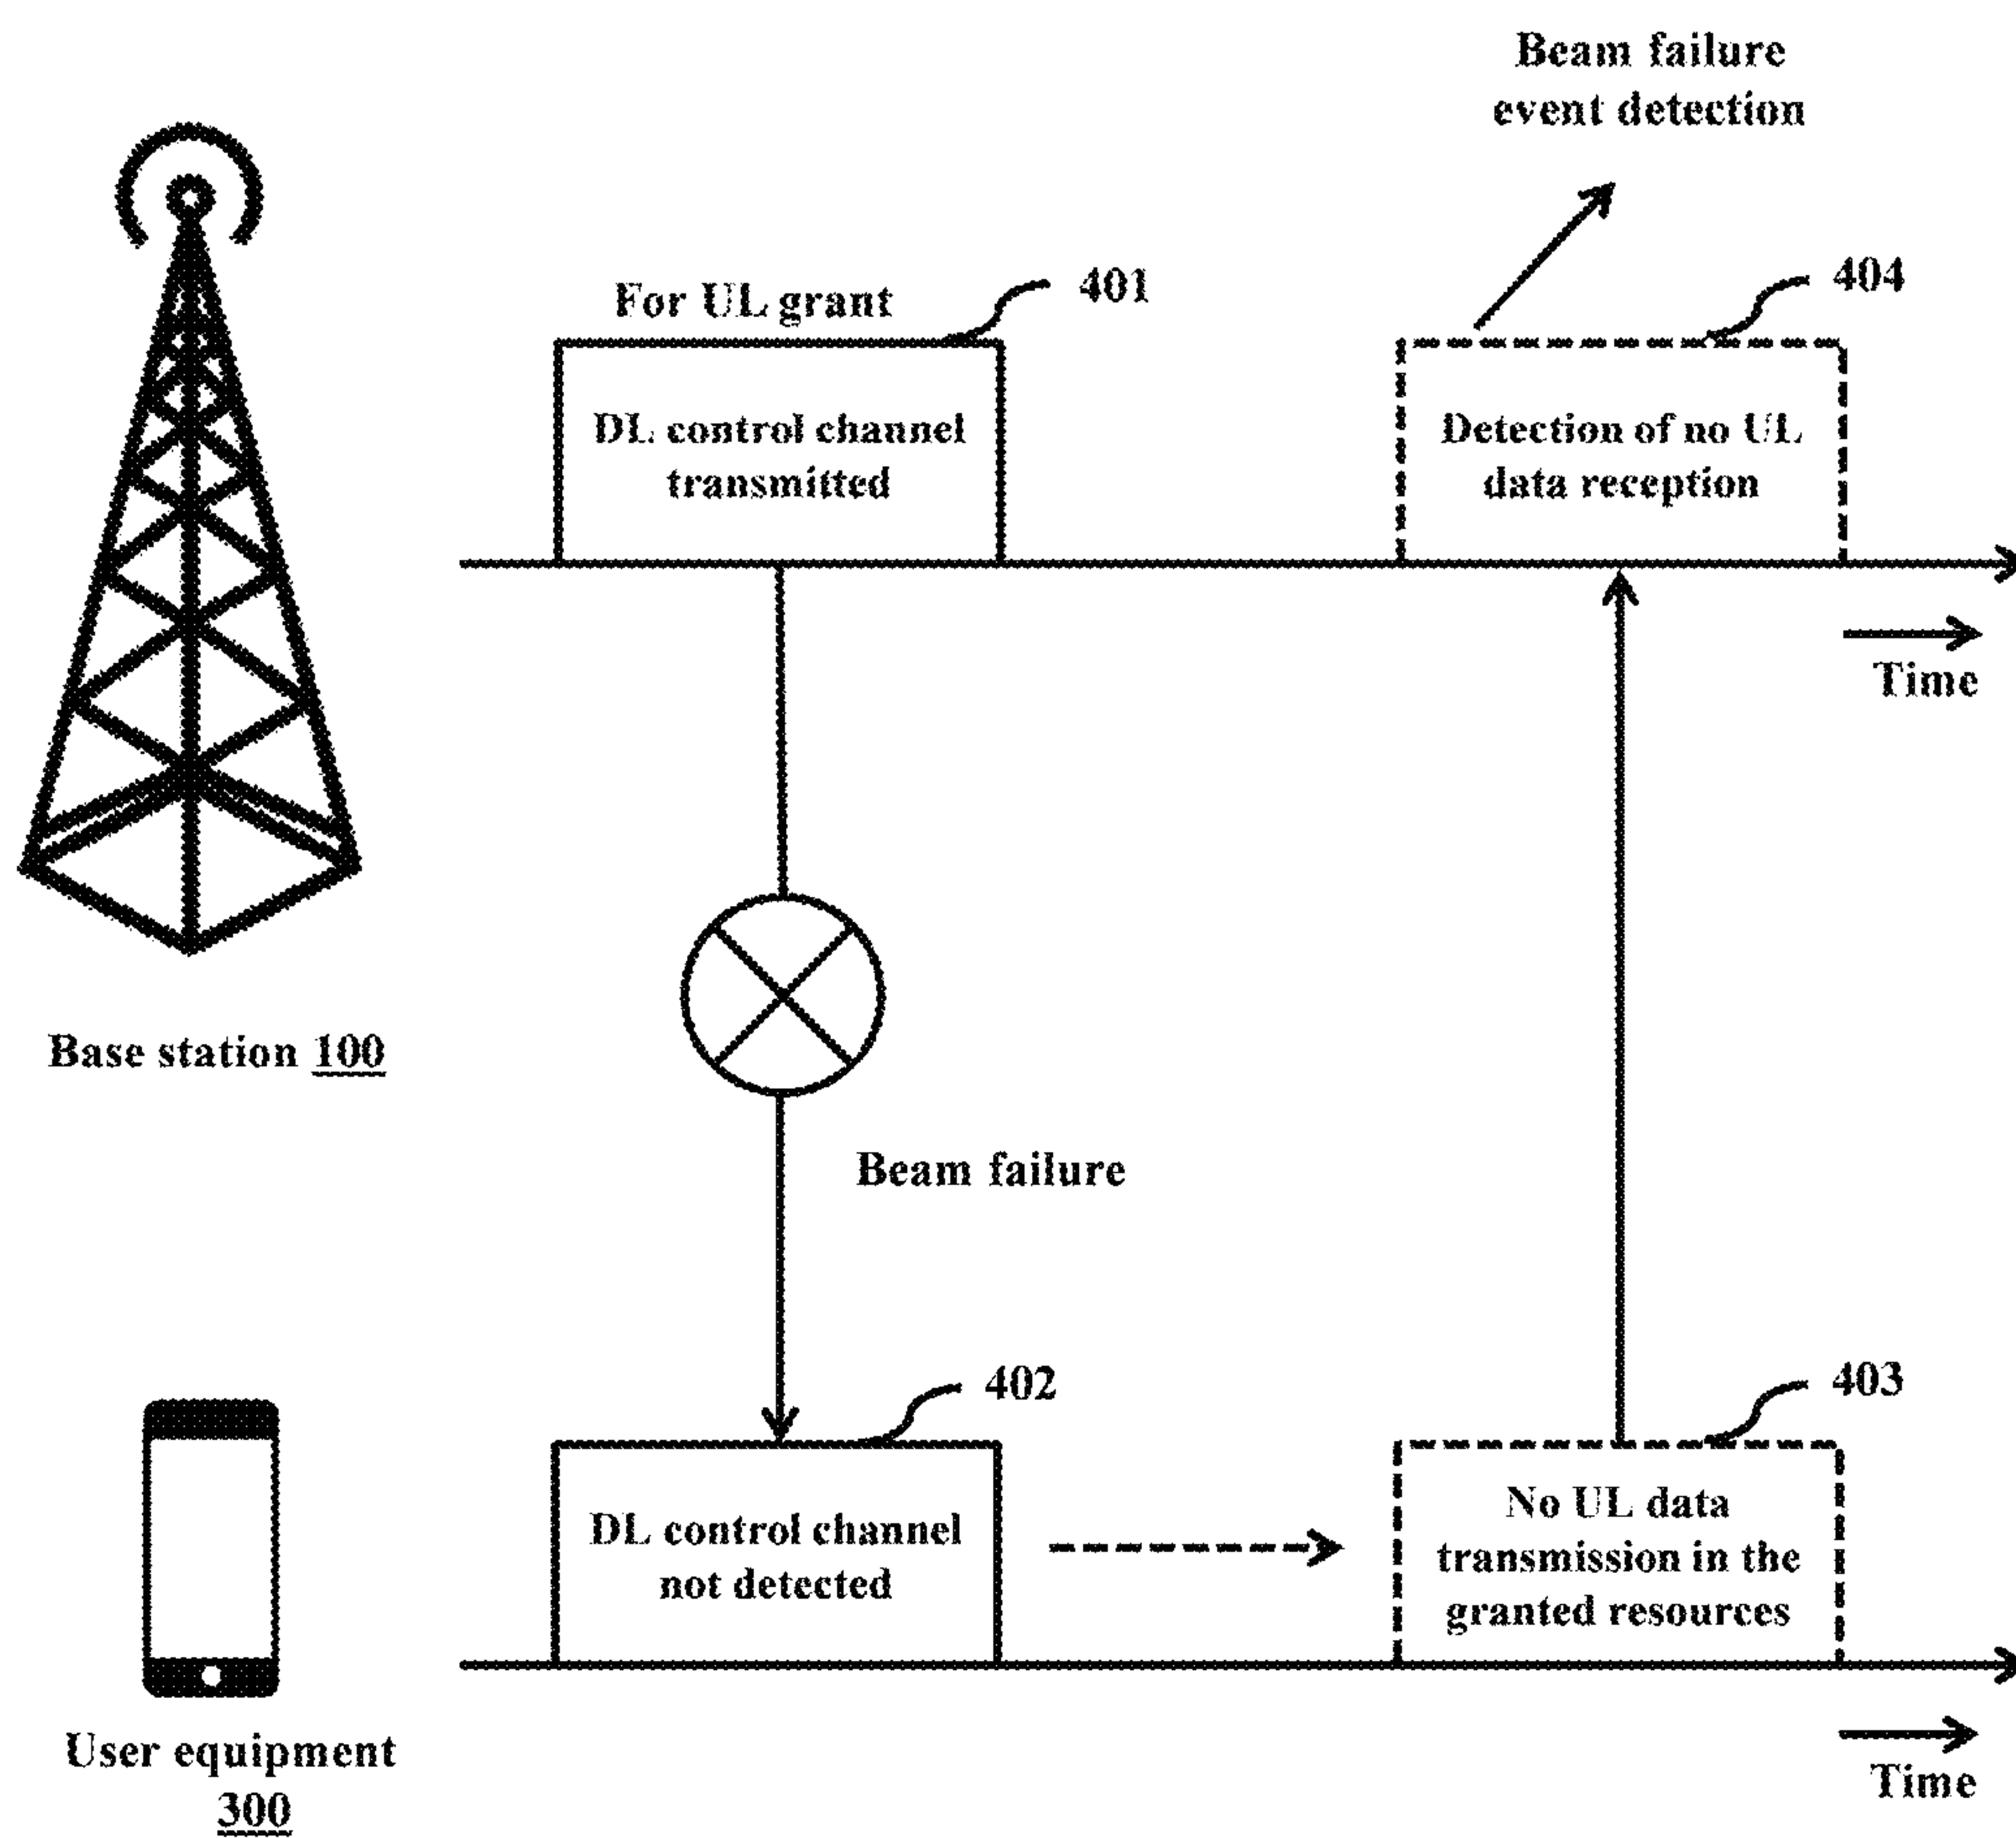 Beam failure
event detection
For UL grant
401
404
DL control channel
transmitted
Detection of no UL
data reception
Time
Base station 100
Beam failure
402
403
DL control channel
not detected
No UL data
transmission in the
granted resources
User equipment
300
Time